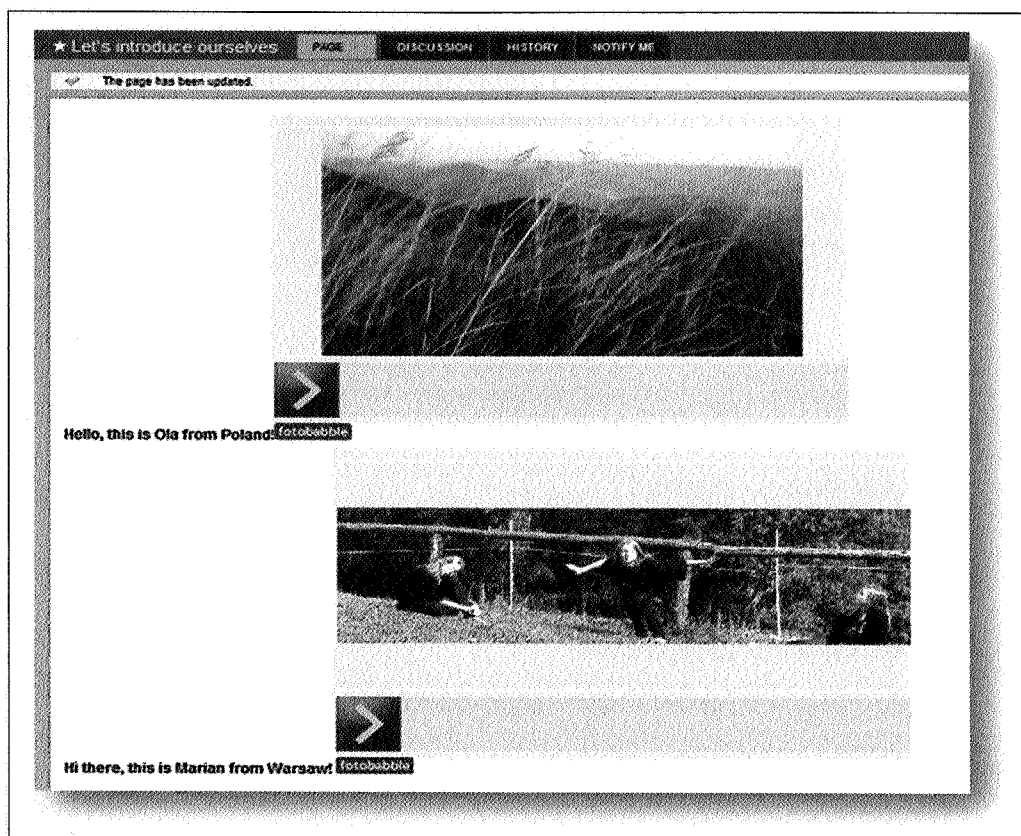 ★ Let's introduce ourselves PAGE DISCUSSION HISTORY NOTIFY ME
The page has been updated.
Hello, this is Ola from Poland! fotobabble
Hi there, this is Marian from Warsaw! fotobabble